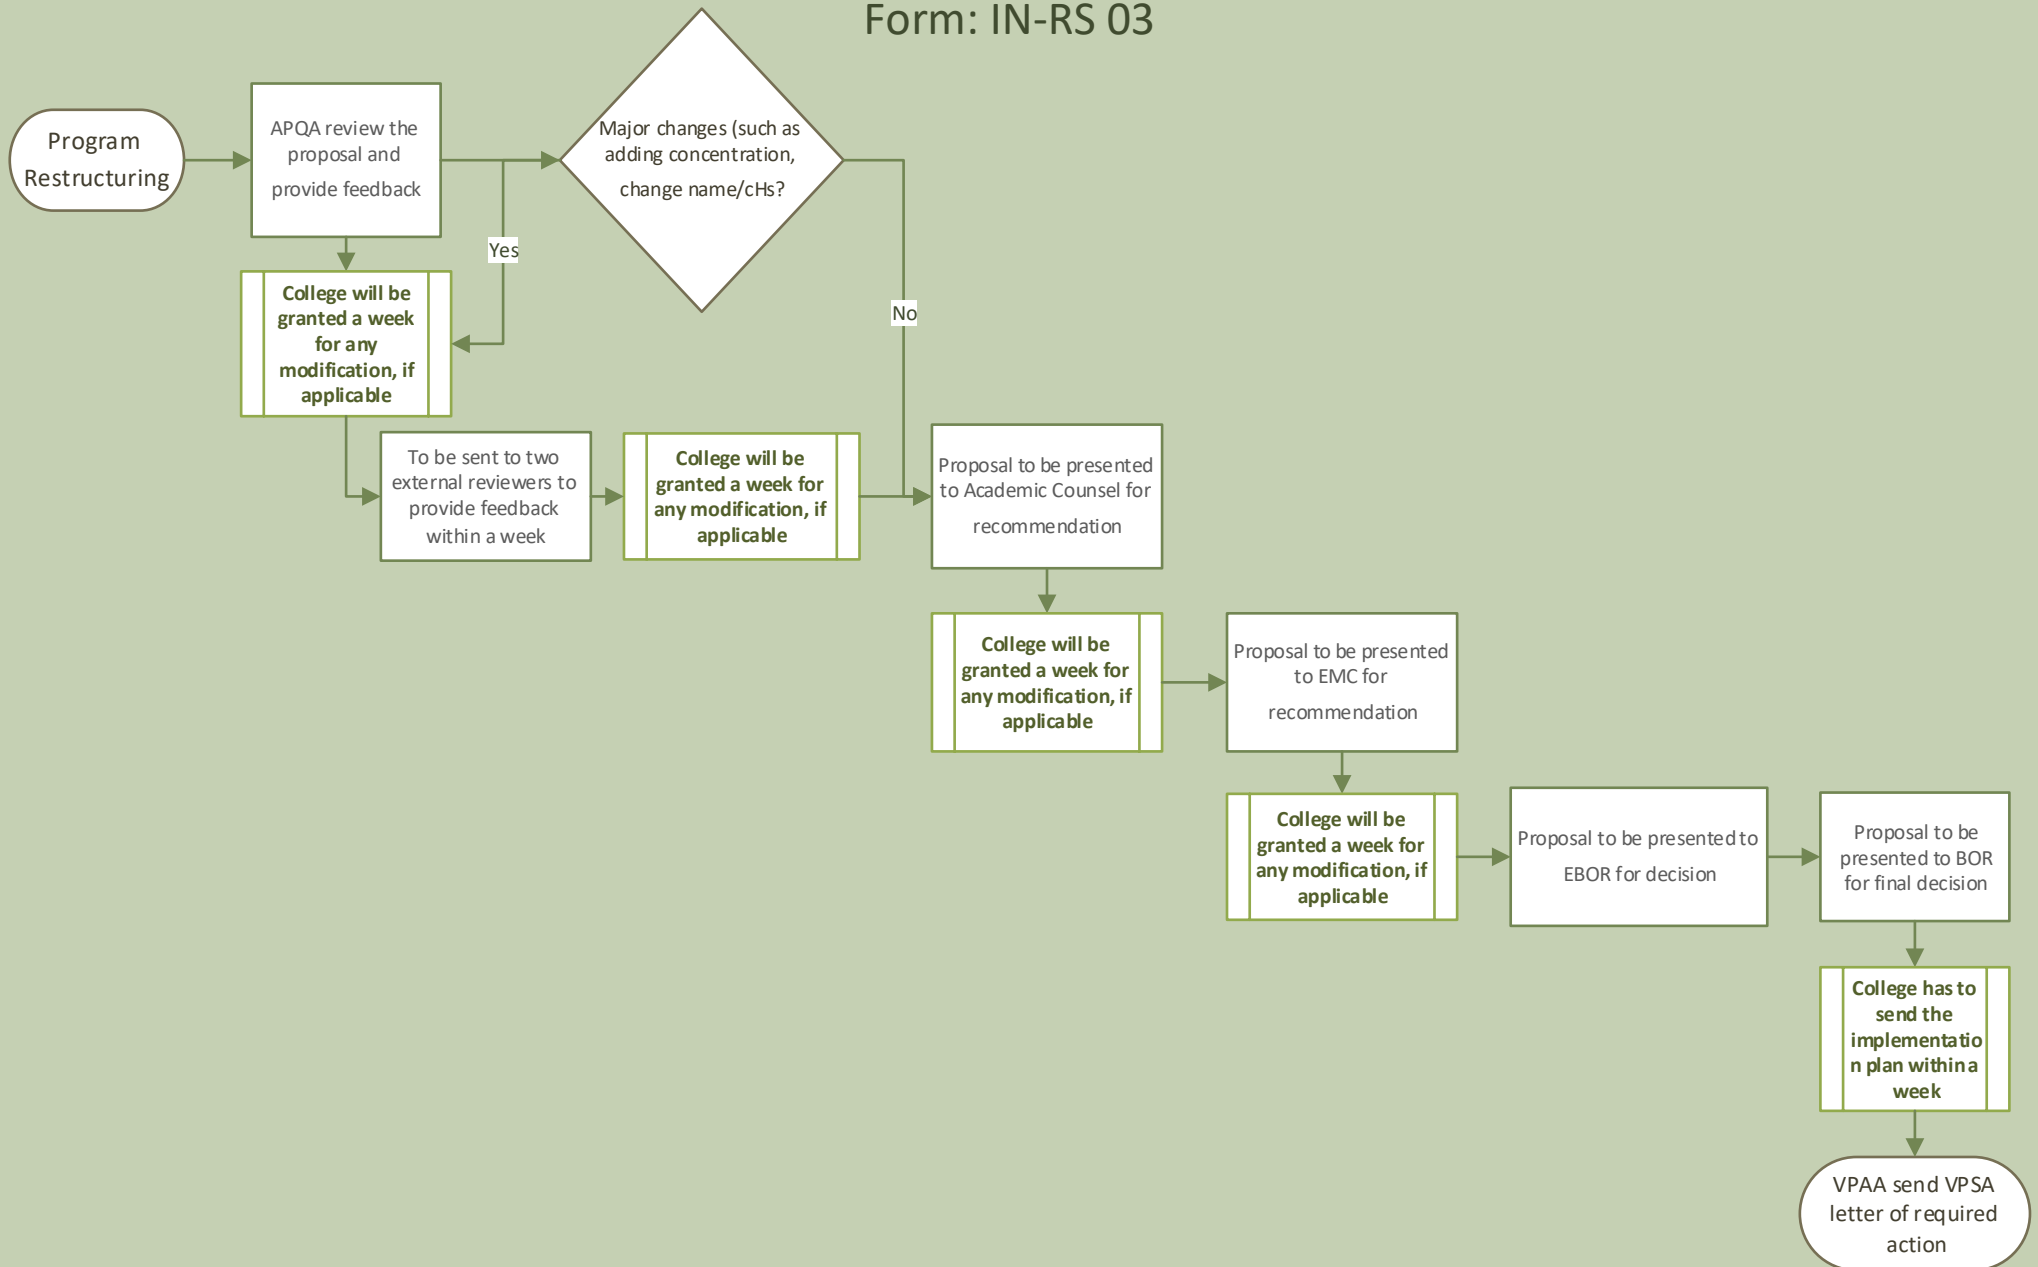 Form: IN-RS 03
Program
Restructuring
APQA review the
proposal and
provide feedback
Major changes (such as
adding concentration,
change name/cHs?
Yes
No
College will be
granted a week
for any
modification, if
applicable
To be sent to two
external reviewers to
provide feedback
within a week
College will be
granted a week for
any modification, if
applicable
Proposal to be presented
to Academic Counsel for
recommendation
College will be
granted a week for
any modification, if
applicable
Proposal to be presented
to EMC for
recommendation
College will be
granted a week for
any modification, if
applicable
Proposal to be presented to
EBOR for decision
Proposal to be
presented to BOR
for final decision
College has to
send the
implementatio
n plan within a
week
VPAA send VPSA
letter of required
action